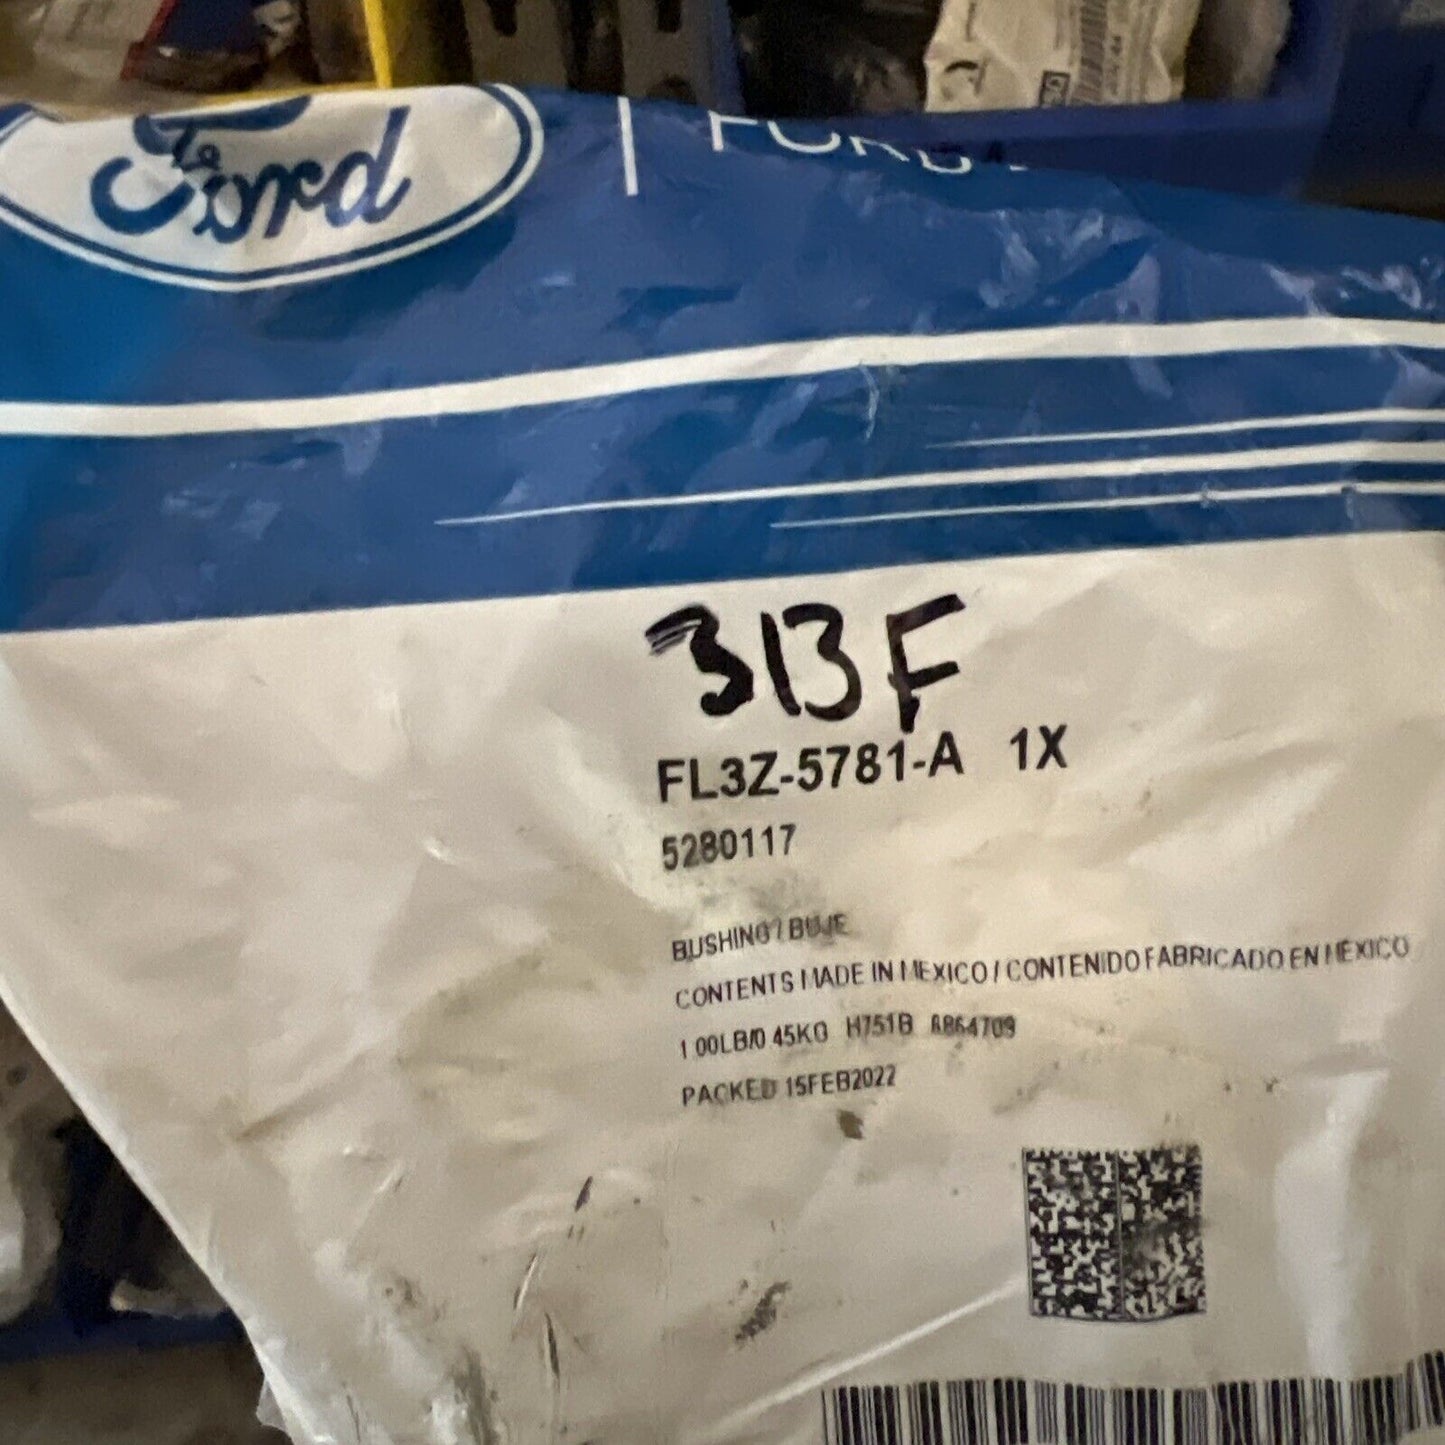 Ford
FORD
313F
FL3Z-5781-A 1X
5280117
BUSHING / BUJE
CONTENTS MADE IN MEXICO / CONTENIDO FABRICADO EN MEXICO
1.00LB/0.45KG H751B 6864709
PACKED 15FEB2022